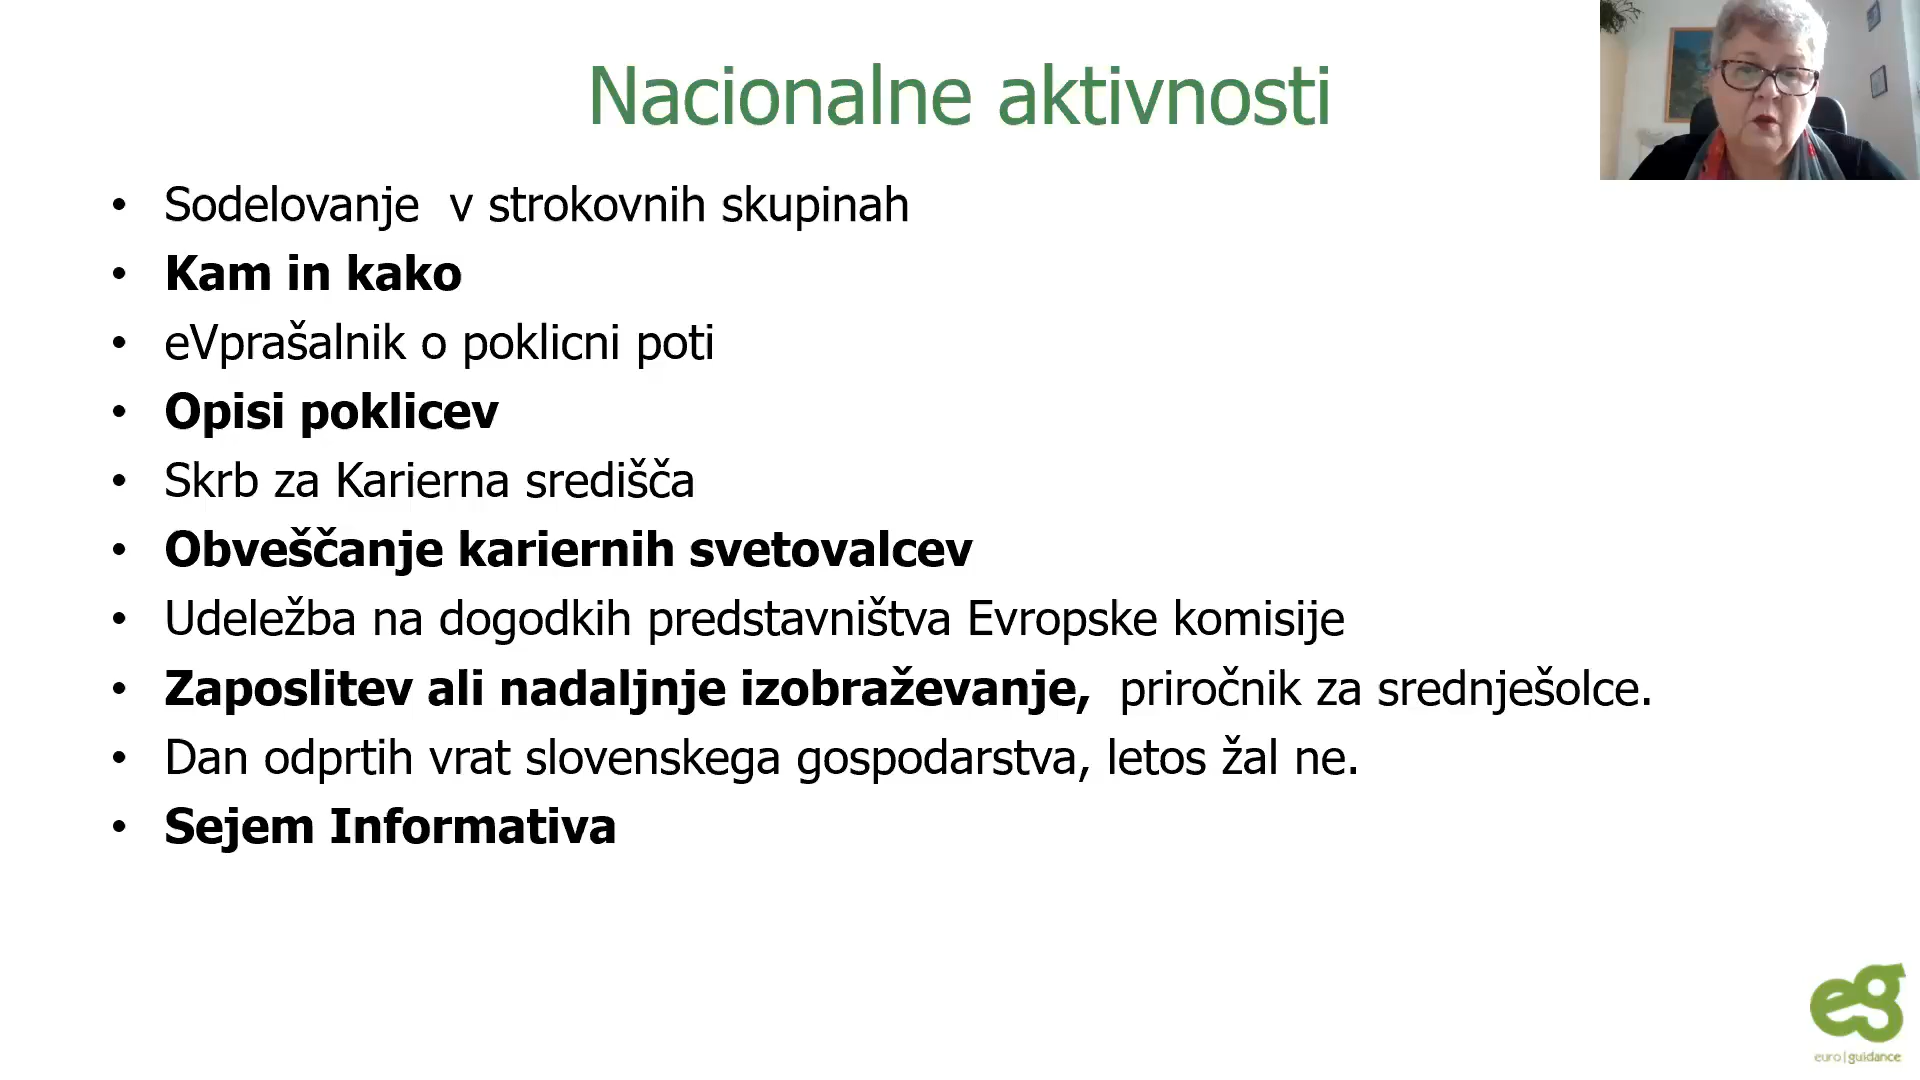 Nacionalne aktivnosti
• Sodelovanje v strokovnih skupinah
• Kam in kako
• eVprašalnik o poklicni poti
• Opisi poklicev
• Skrb za Karierna središča
• Obveščanje kariernih svetovalcev
• Udeležba na dogodkih predstavništva Evropske komisije
• Zaposlitev ali nadaljnje izobraževanje, priročnik za srednješolce.
• Dan odprtih vrat slovenskega gospodarstva, letos žal ne.
• Sejem Informativa
eg
euro|guidance